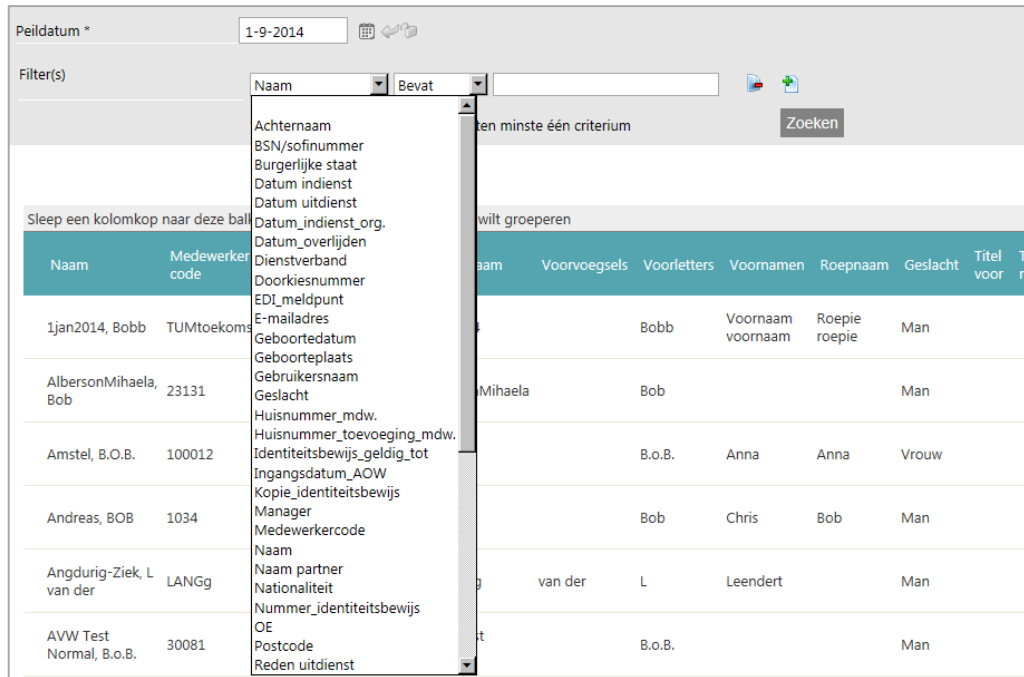 Peildatum *
1-9-2014
Filter(s)
Naam
Bevat
ten minste één criterium
Zoeken
Achternaam
BSN/sofinummer
Burgerlijke staat
Datum indienst
Datum uitdienst
Datum_indienst_org.
Datum_overlijden
Dienstverband
Doorkiesnummer
EDI_meldpunt
E-mailadres
Geboortedatum
Geboorteplaats
Gebruikersnaam
Geslacht
Huisnummer_mdw.
Huisnummer_toevoeging_mdw.
Identiteitsbewijs_geldig_tot
Ingangsdatum_AOW
Kopie_identiteitsbewijs
Manager
Medewerkercode
Naam
Naam partner
Nationaliteit
Nummer_identiteitsbewijs
OE
Postcode
Reden uitdienst
Sleep een kolomkop naar deze balk wilt groeperen
Naam Medewerker code Voorvoegsels Voorletters Voornamen Roepnaam Geslacht Titel voor
1jan2014, Bobb TUMtoekoms Bobb Voornaam voornaam Roepie roepie Man
AlbersonMihaela, Bob 23131 Mihaela Bob Man
Amstel, B.O.B. 100012 B.o.B. Anna Anna Vrouw
Andreas, BOB 1034 Bob Chris Bob Man
Angdurig-Ziek, L van der LANGg van der L Leendert Man
AVW Test Normal, B.o.B. 30081 B.o.B. Man